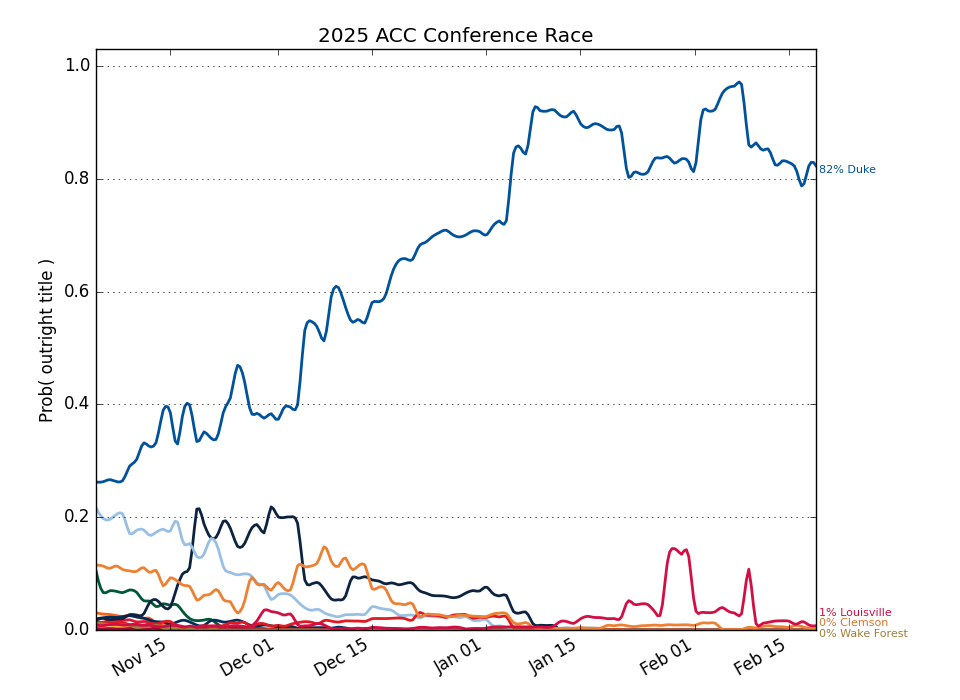 2025 ACC Conference Race
Prob( outright title )
1.0
0.8
0.6
0.4
0.2
0.0
82% Duke
1% Louisville
0% Clemson
0% Wake Forest
Nov 15
Dec 01
Dec 15
Jan 01
Jan 15
Feb 01
Feb 15